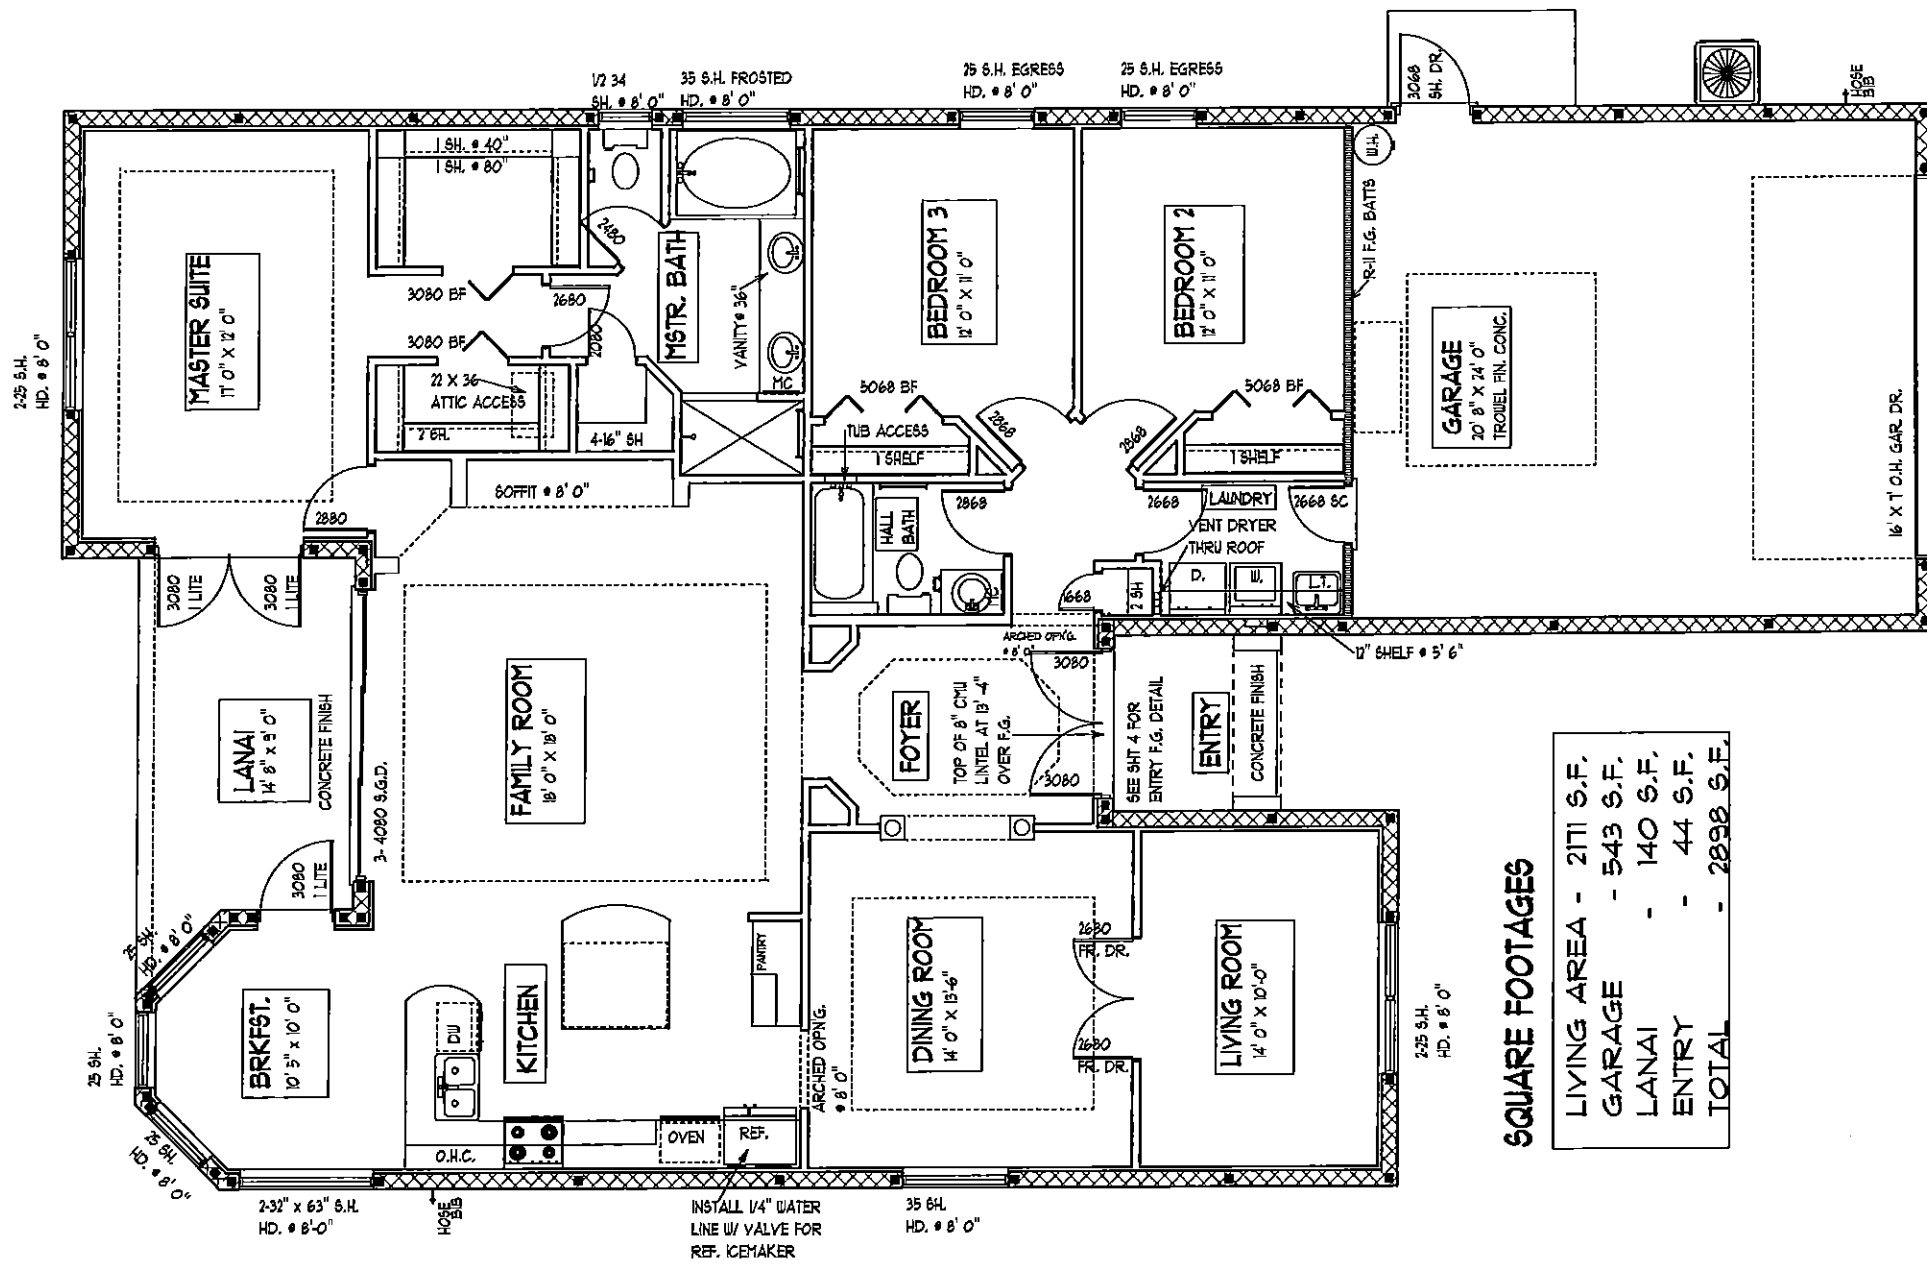 1/2 34
SH. @ 8' 0"
35 S.H. FROSTED
HD. @ 8' 0"
25 S.H. EGRESS
HD. @ 8' 0"
25 S.H. EGRESS
HD. @ 8' 0"
3068
SH. DR.
HOSE
BIB
1 SH. @ 40"
1 SH. @ 80"
2480
W.H.
R-11 F.G. BATTS
MASTER SUITE
17' 0" X 12' 0"
2-25 S.H.
HD. @ 8' 0"
3080 BF
2680
3080 BF
2080
MSTR. BATH
VANITY @ 36"
MC
BEDROOM 3
12' 0" X 11' 0"
BEDROOM 2
12' 0" X 11' 0"
GARAGE
20' 8" X 24' 0"
TROWEL FIN. CONC.
16' X 7' O.H. GAR. DR.
22 X 36
ATTIC ACCESS
2 SH.
4-16" SH
5068 BF
TUB ACCESS
1 SHELF
2868
2868
5068 BF
1 SHELF
SOFFIT @ 8' 0"
2880
HALL
BATH
2868
2668
LAUNDRY
2668 SC
VENT DRYER
THRU ROOF
D.
W.
L.T.
1668
2 SH
MC
12" SHELF @ 5' 6"
3080
1 LITE
3080
1 LITE
LANAI
14' 8" X 9' 0"
CONCRETE FINISH
3- 4080 S.G.D.
FAMILY ROOM
18' 0" X 18' 0"
ARCHED OPN'G.
@ 8' 0"
3080
FOYER
TOP OF 8" CMU
LINTEL AT 13' -4"
OVER F.G.
3080
SEE SHT 4 FOR
ENTRY F.G. DETAIL
ENTRY
CONCRETE FINISH
3080
1 LITE
25 SH.
HD. @ 8' 0"
25 SH.
HD. @ 8' 0"
25 SH.
HD. @ 8' 0"
BRKFST.
10' 5" X 10' 0"
DW
KITCHEN
PANTRY
O.H.C.
OVEN
REF.
ARCHED OPN'G.
@ 8' 0"
DINING ROOM
14' 0" X 13'-6"
2680
FR. DR.
2680
FR. DR.
LIVING ROOM
14' 0" X 10'-0"
2-25 S.H.
HD. @ 8' 0"
2-32" x 63" S.H.
HD. @ 8'-0"
HOSE
BIB
INSTALL 1/4" WATER
LINE W/ VALVE FOR
REF. ICEMAKER
35 SH.
HD. @ 8' 0"
SQUARE FOOTAGES
LIVING AREA - 2171 S.F.
GARAGE - 543 S.F.
LANAI - 140 S.F.
ENTRY - 44 S.F.
TOTAL - 2898 S.F.